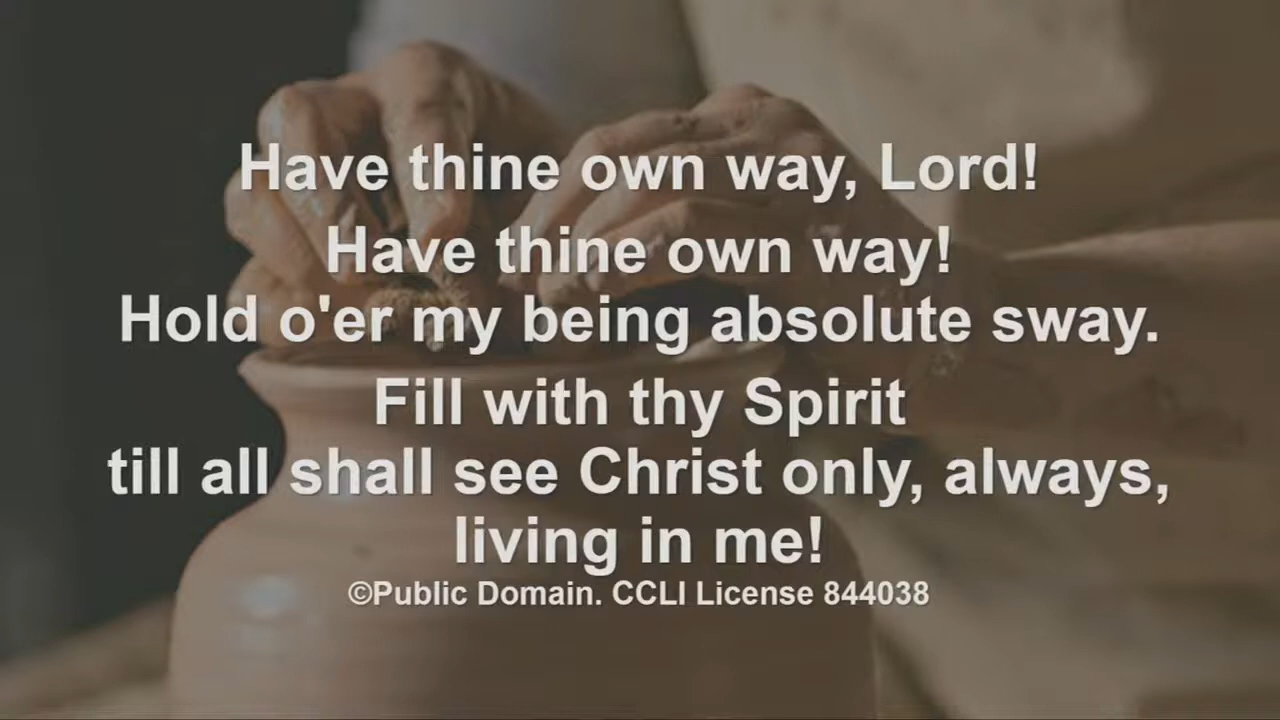 Have thine own way, Lord!
Have thine own way!
Hold o'er my being absolute sway.
Fill with thy Spirit
till all shall see Christ only, always,
living in me!
©Public Domain. CCLI License 844038